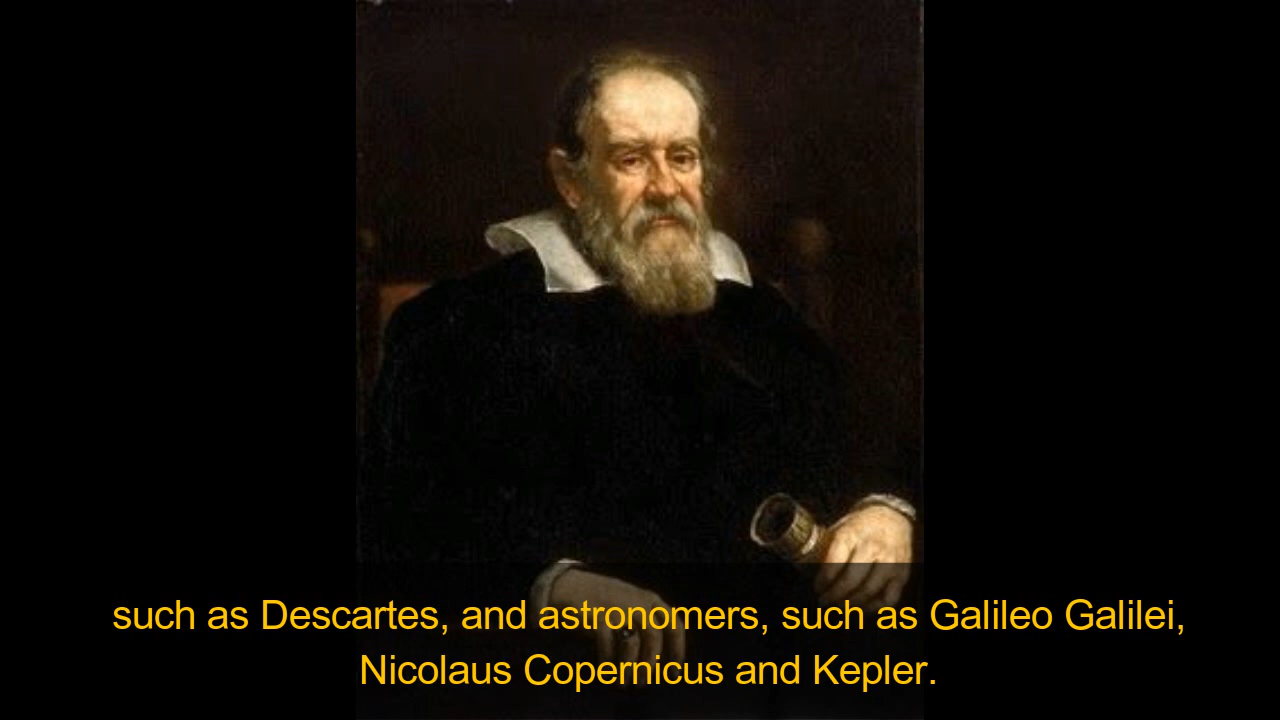 such as Descartes, and astronomers, such as Galileo Galilei,
Nicolaus Copernicus and Kepler.